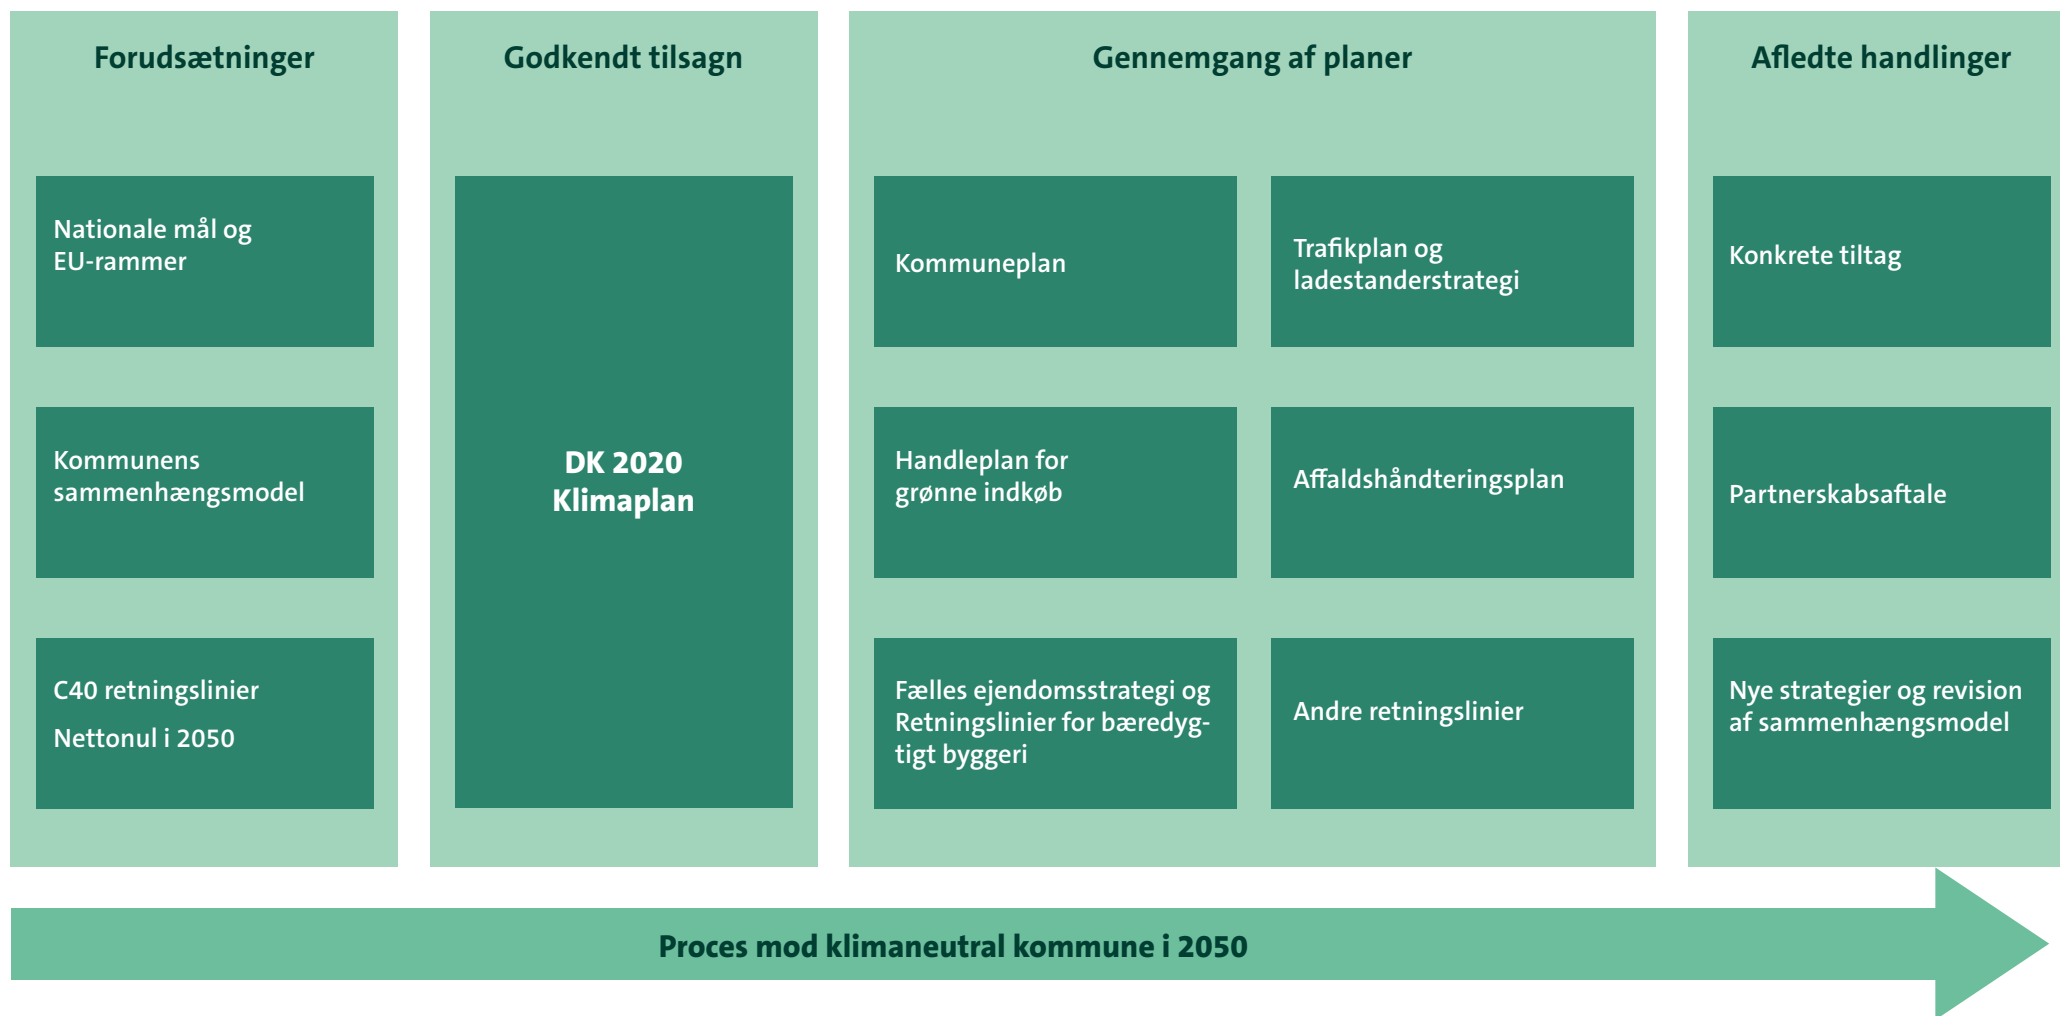 Forudsætninger
Nationale mål og
EU-rammer
Kommunens
sammenhængsmodel
C40 retningslinier
Nettonul i 2050
Godkendt tilsagn
DK 2020
Klimaplan
Gennemgang af planer
Kommuneplan
Trafikplan og
ladestanderstrategi
Handleplan for
grønne indkøb
Affaldshåndteringsplan
Fælles ejendomsstrategi og
Retningslinier for bæredyg-
tigt byggeri
Andre retningslinier
Afledte handlinger
Konkrete tiltag
Partnerskabsaftale
Nye strategier og revision
af sammenhængsmodel
Proces mod klimaneutral kommune i 2050